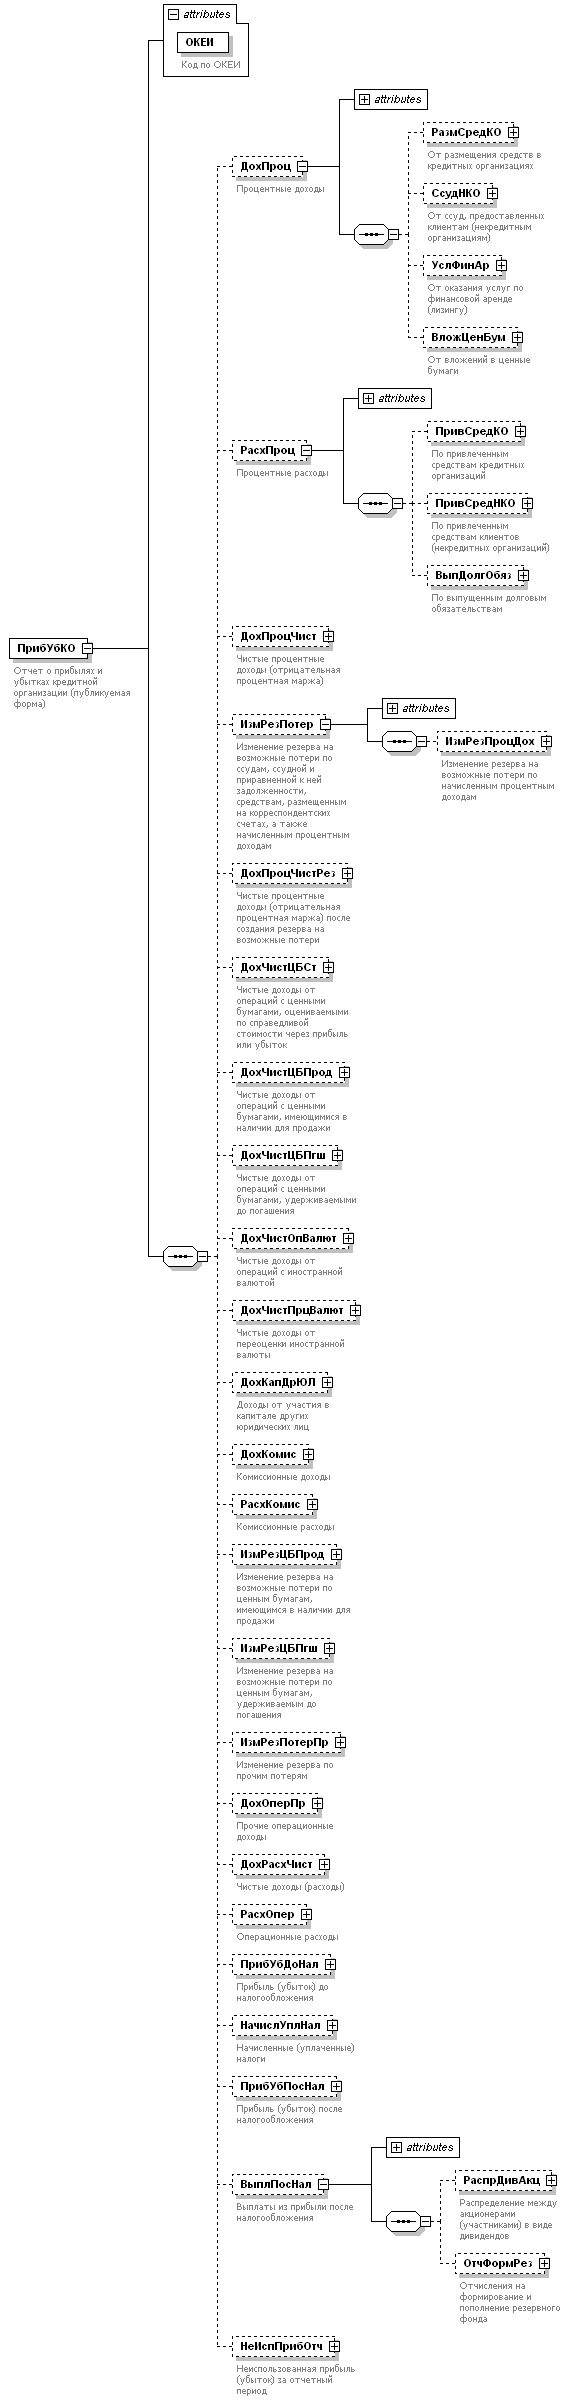 attributes
ОКЕИ
Код по ОКЕИ
attributes
ДохПроц
Процентные доходы
РазмСредКО
От размещения средств в
кредитных организациях
СсудНКО
От ссуд, предоставленных
клиентам (некредитным
организациям)
УслФинАр
От оказания услуг по
финансовой аренде
(лизингу)
ВложЦенБум
От вложений в ценные
бумаги
attributes
РасхПроц
Процентные расходы
ПривСредКО
По привлеченным
средствам кредитных
организаций
ПривСредНКО
По привлеченным
средствам клиентов
(некредитных организаций)
ВыпДолгОбяз
По выпущенным долговым
обязательствам
ПрибУбКО
Отчет о прибылях и
убытках кредитной
организации (публикуемая
форма)
ДохПроцЧист
Чистые процентные
доходы (отрицательная
процентная маржа)
attributes
ИзмРезПотер
Изменение резерва на
возможные потери по
ссудам, ссудной и
приравненной к ней
задолженности,
средствам, размещенным
на корреспондентских
счетах, а также
начисленным процентным
доходам
ИзмРезПроцДох
Изменение резерва на
возможные потери по
начисленным процентным
доходам
ДохПроцЧистРез
Чистые процентные
доходы (отрицательная
процентная маржа) после
создания резерва на
возможные потери
ДохЧистЦБСт
Чистые доходы от
операций с ценными
бумагами, оцениваемыми
по справедливой
стоимости через прибыль
или убыток
ДохЧистЦБПрод
Чистые доходы от
операций с ценными
бумагами, имеющимися в
наличии для продажи
ДохЧистЦБПгш
Чистые доходы от
операций с ценными
бумагами, удерживаемыми
до погашения
ДохЧистОпВалют
Чистые доходы от
операций с иностранной
валютой
ДохЧистПрцВалют
Чистые доходы от
переоценки иностранной
валюты
ДохКапДрЮЛ
Доходы от участия в
капитале других
юридических лиц
ДохКомис
Комиссионные доходы
РасхКомис
Комиссионные расходы
ИзмРезЦБПрод
Изменение резерва на
возможные потери по
ценным бумагам,
имеющимся в наличии для
продажи
ИзмРезЦБПгш
Изменение резерва на
возможные потери по
ценным бумагам,
удерживаемым до
погашения
ИзмРезПотерПр
Изменение резерва по
прочим потерям
ДохОперПр
Прочие операционные
доходы
ДохРасхЧист
Чистые доходы (расходы)
РасхОпер
Операционные расходы
ПрибУбДоНал
Прибыль (убыток) до
налогообложения
НачислУплНал
Начисленные (уплаченные)
налоги
ПрибУбПосНал
Прибыль (убыток) после
налогообложения
attributes
ВыплПосНал
Выплаты из прибыли после
налогообложения
РаспрДивАкц
Распределение между
акционерами
(участниками) в виде
дивидендов
ОтчФормРез
Отчисления на
формирование и
пополнение резервного
фонда
НеИспПрибОтч
Неиспользованная прибыль
(убыток) за отчетный
период